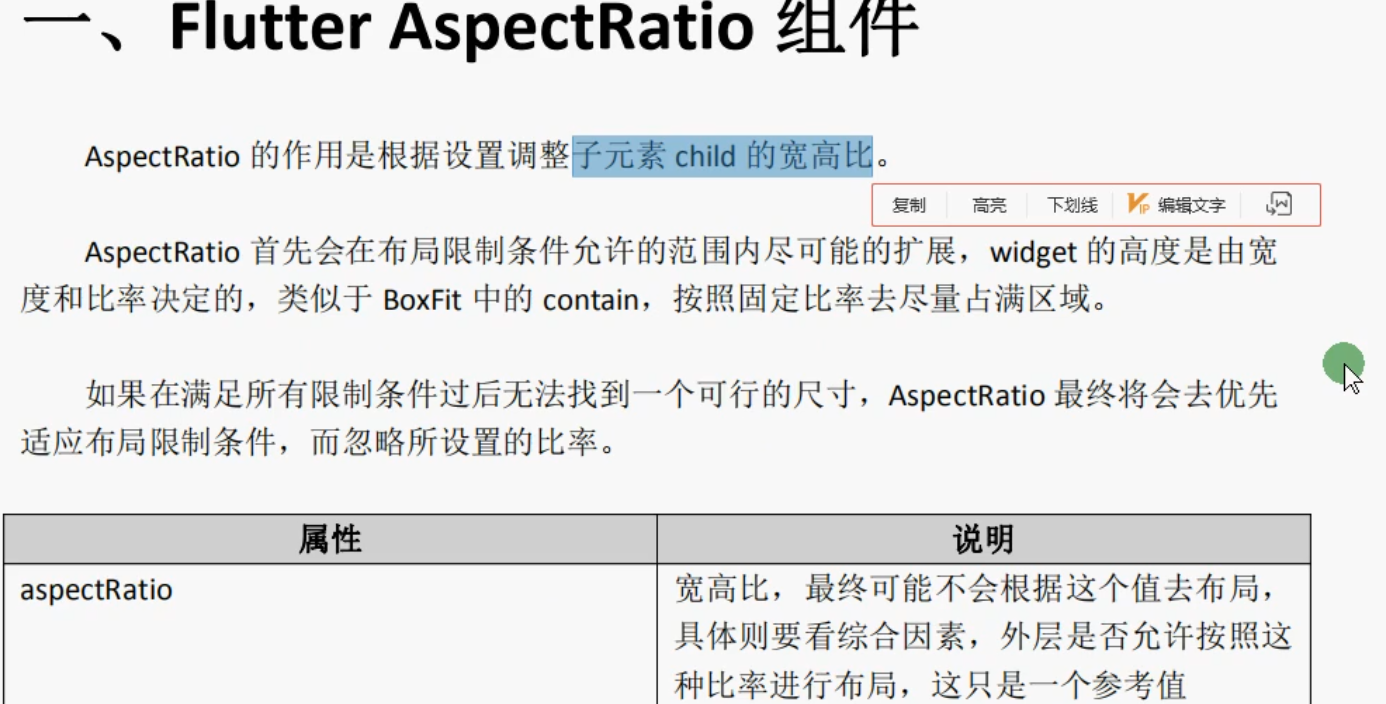 一、Flutter AspectRatio 组件
AspectRatio 的作用是根据设置调整子元素 child 的宽高比。
复制 高亮 下划线 VIP 编辑文字
AspectRatio 首先会在布局限制条件允许的范围内尽可能的扩展，widget 的高度是由宽
度和比率决定的，类似于 BoxFit 中的 contain，按照固定比率去尽量占满区域。
如果在满足所有限制条件过后无法找到一个可行的尺寸，AspectRatio 最终将会去优先
适应布局限制条件，而忽略所设置的比率。
属性 说明
aspectRatio 宽高比，最终可能不会根据这个值去布局，
具体则要看综合因素，外层是否允许按照这
种比率进行布局，这只是一个参考值